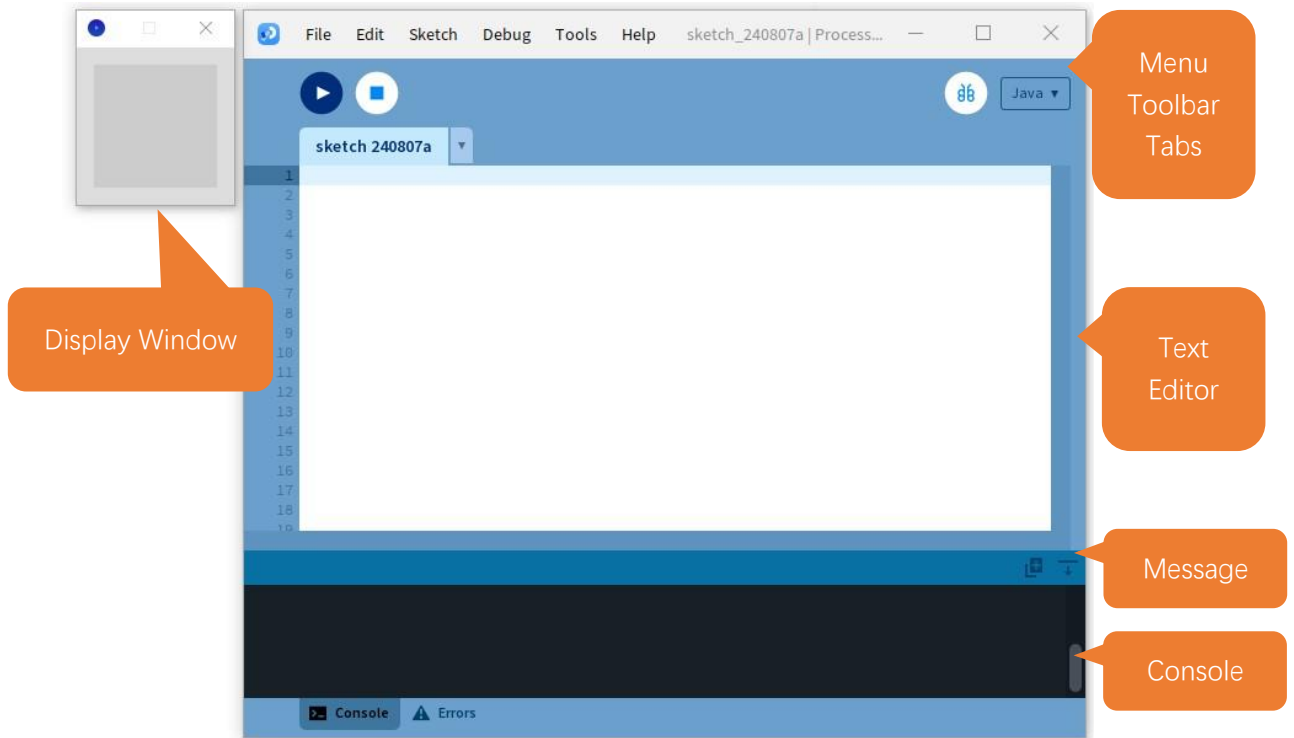 File Edit Sketch Debug Tools Help sketch_240807a | Process...
Menu
Toolbar
Tabs
Java ▾
sketch 240807a ▾
1
2
3
4
5
6
7
8
9
10
11
12
13
14
15
16
17
18
19
Display Window
Text
Editor
Message
Console
Console Errors